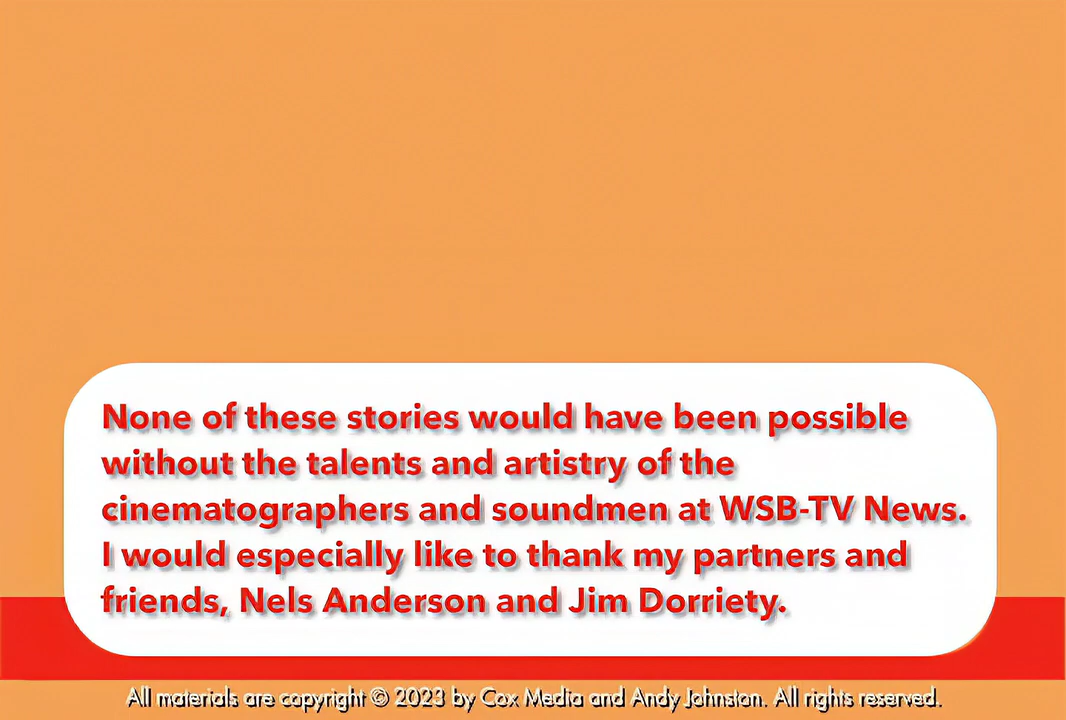 None of these stories would have been possible
without the talents and artistry of the
cinematographers and soundmen at WSB-TV News.
I would especially like to thank my partners and
friends, Nels Anderson and Jim Dorriety.
All materials are copyright © 2023 by Cox Media and Andy Johnston. All rights reserved.